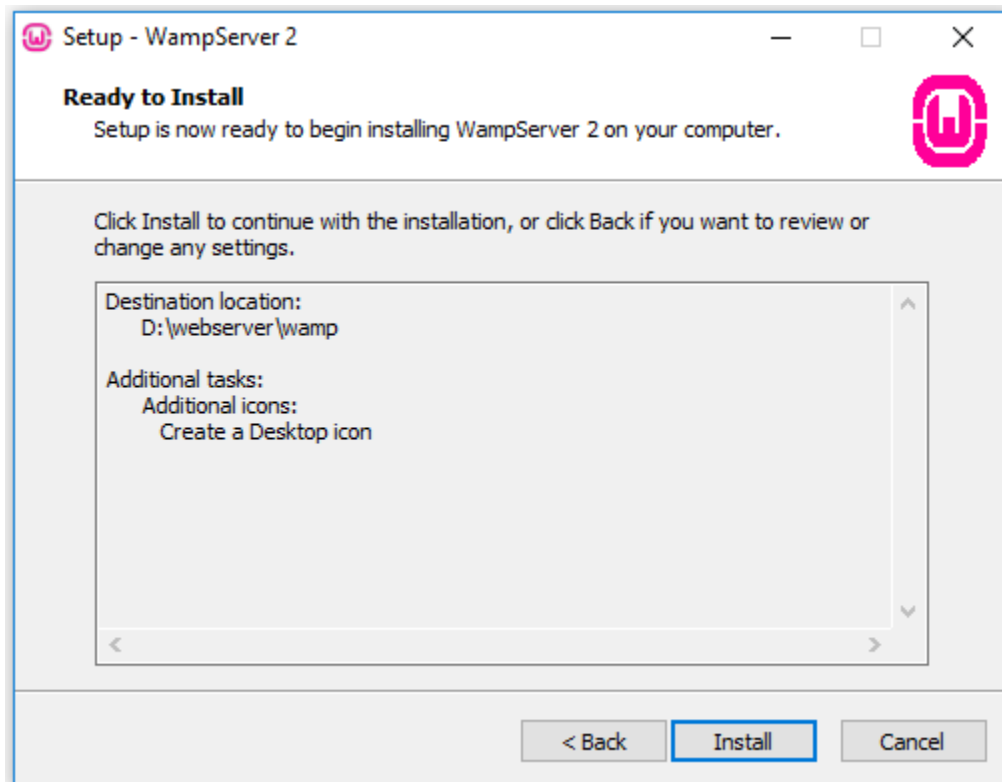 Setup - WampServer 2
Ready to Install
Setup is now ready to begin installing WampServer 2 on your computer.
Click Install to continue with the installation, or click Back if you want to review or
change any settings.
Destination location:
D:\webserver\wamp
Additional tasks:
Additional icons:
Create a Desktop icon
< Back
Install
Cancel